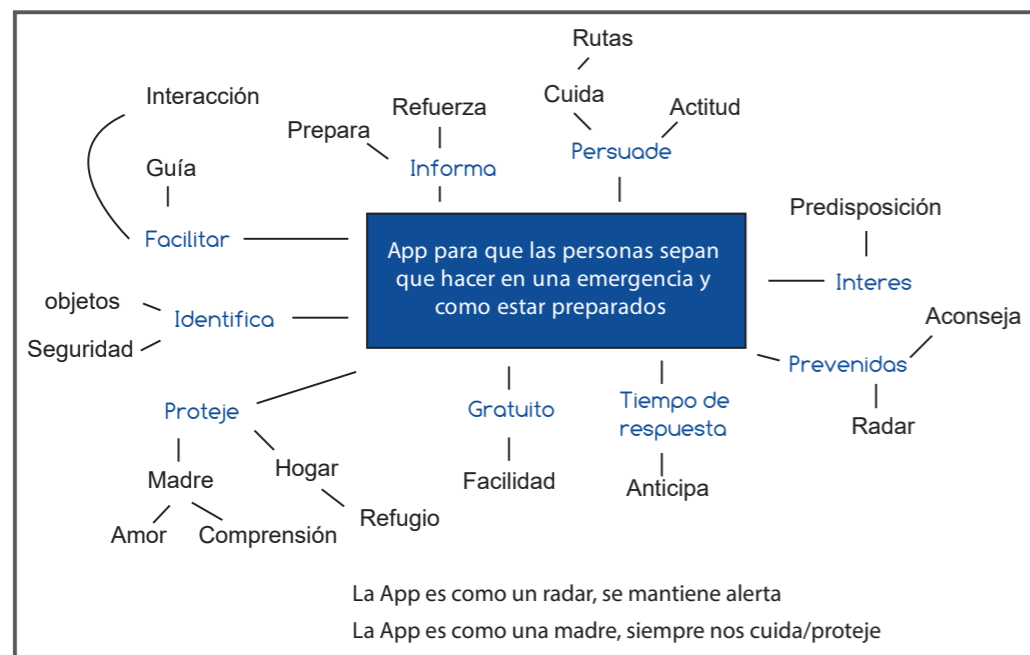 Rutas
Interacción
Cuida
Refuerza
Actitud
Prepara
Persuade
Informa
Guía
Predisposición
Facilitar
App para que las personas sepan
que hacer en una emergencia y
como estar preparados
Interes
objetos
Identifica
Aconseja
Seguridad
Prevenidas
Proteje
Gratuito
Tiempo de
respuesta
Radar
Hogar
Madre
Facilidad
Anticipa
Refugio
Amor
Comprensión
La App es como un radar, se mantiene alerta
La App es como una madre, siempre nos cuida/proteje